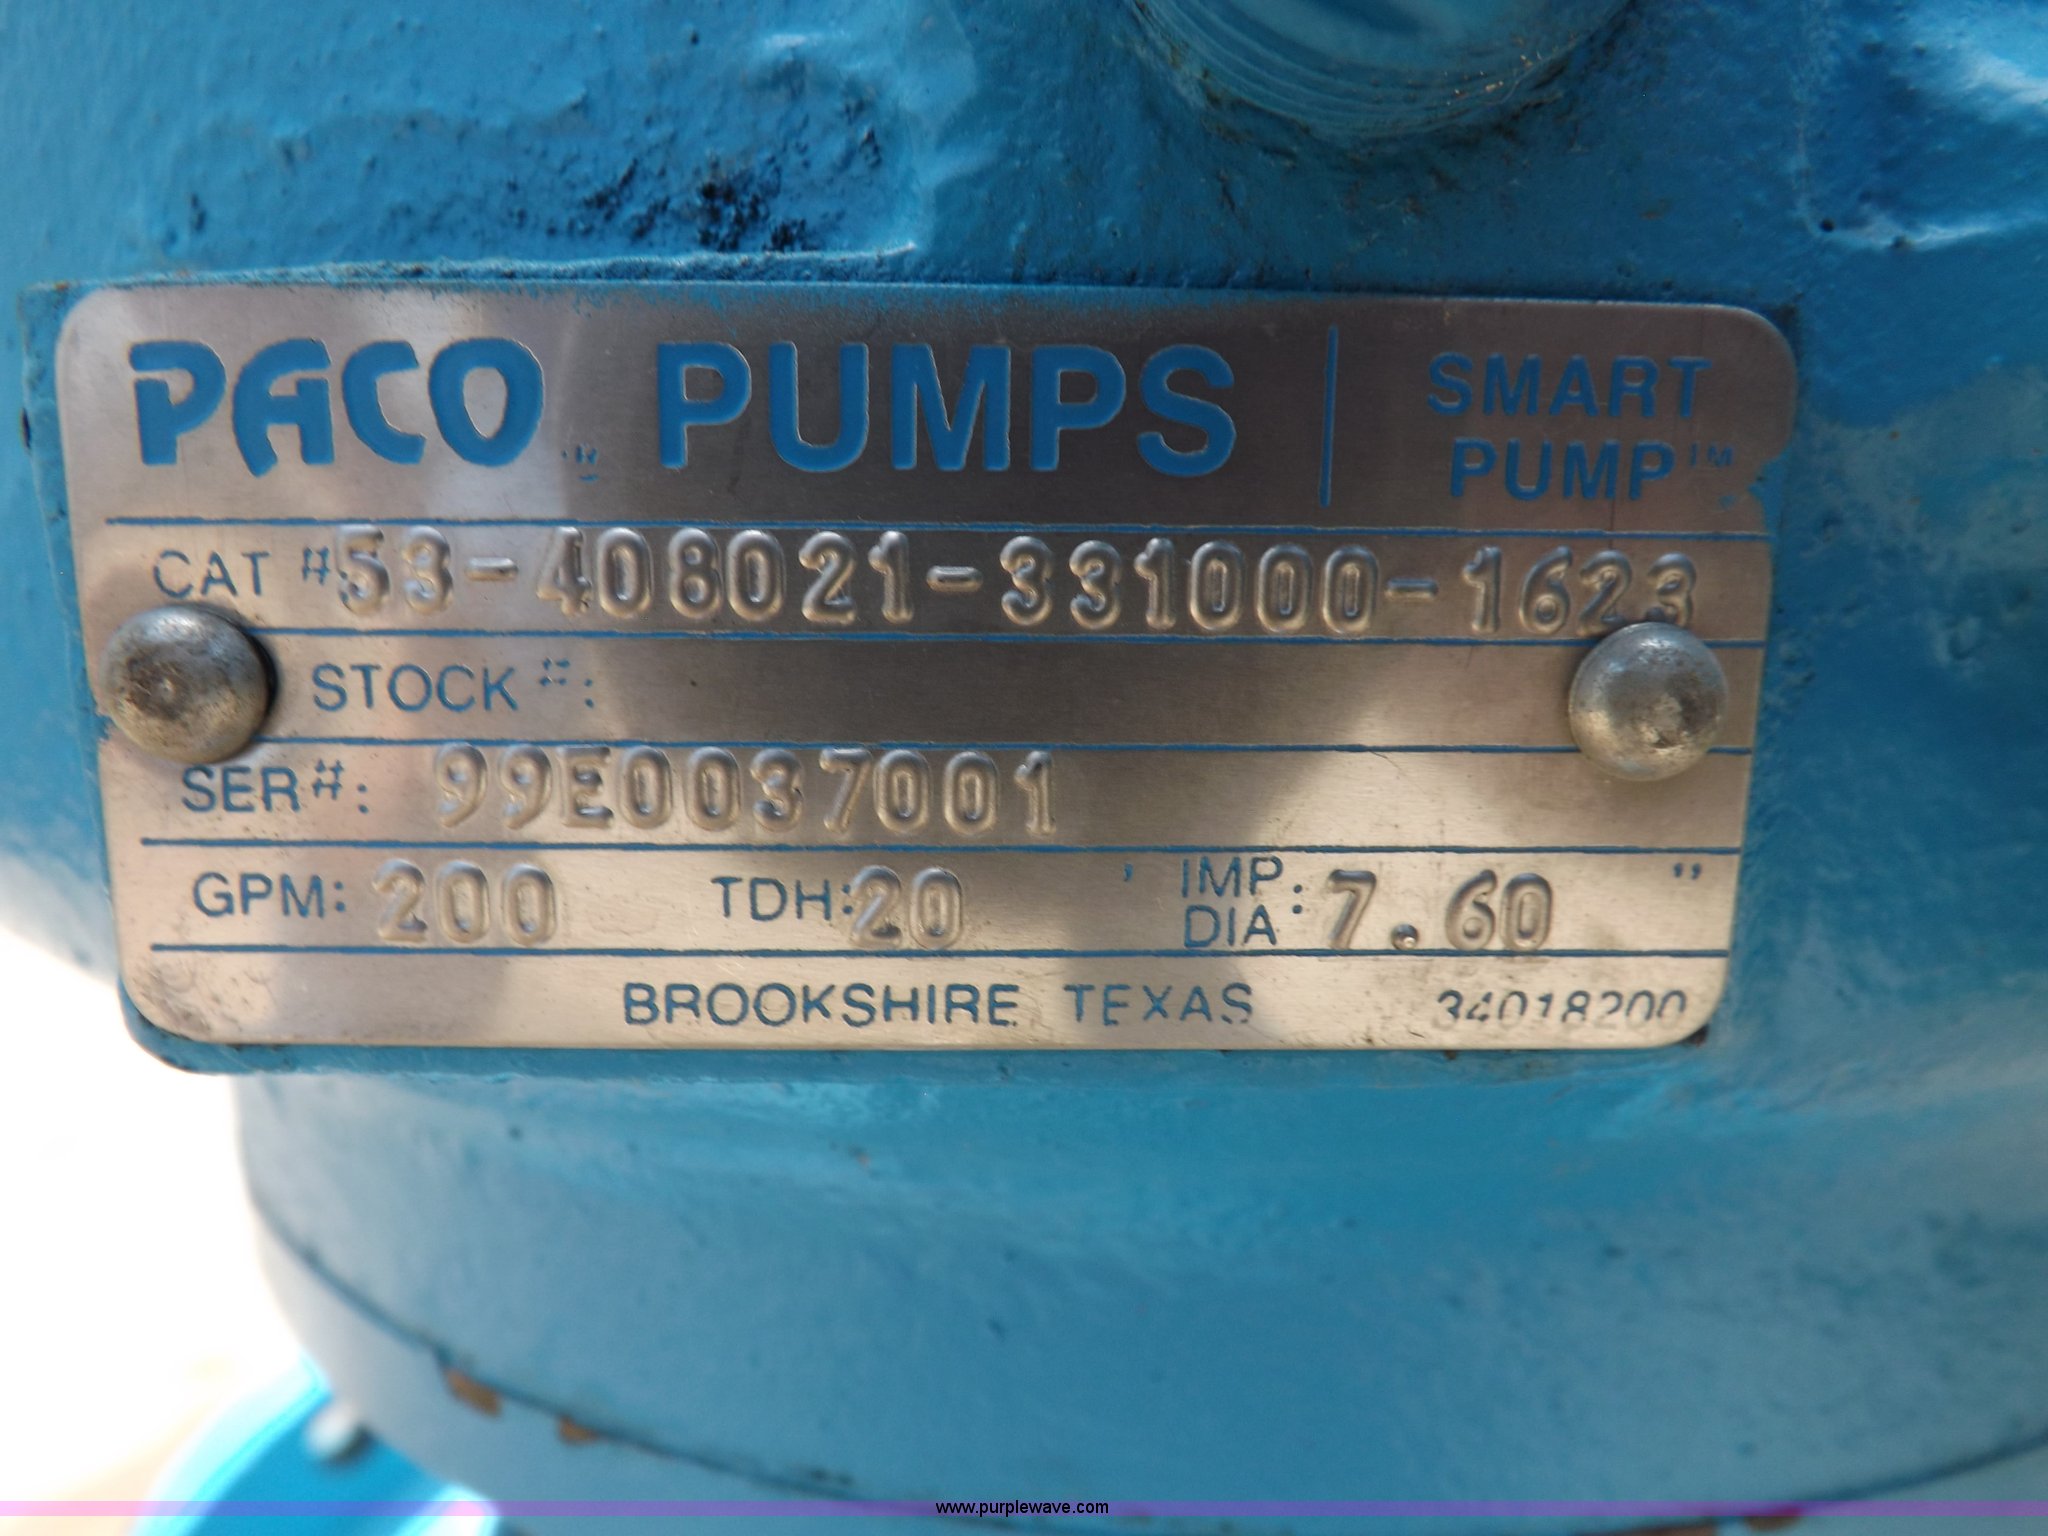 PACO® PUMPS | SMART PUMP™
CAT #: 53-408021-331000-1623
STOCK #:
SER#: 99E0037001
GPM: 200 TDH: 20 ' IMP. DIA: 7.60 "
BROOKSHIRE TEXAS 34018200
www.purplewave.com